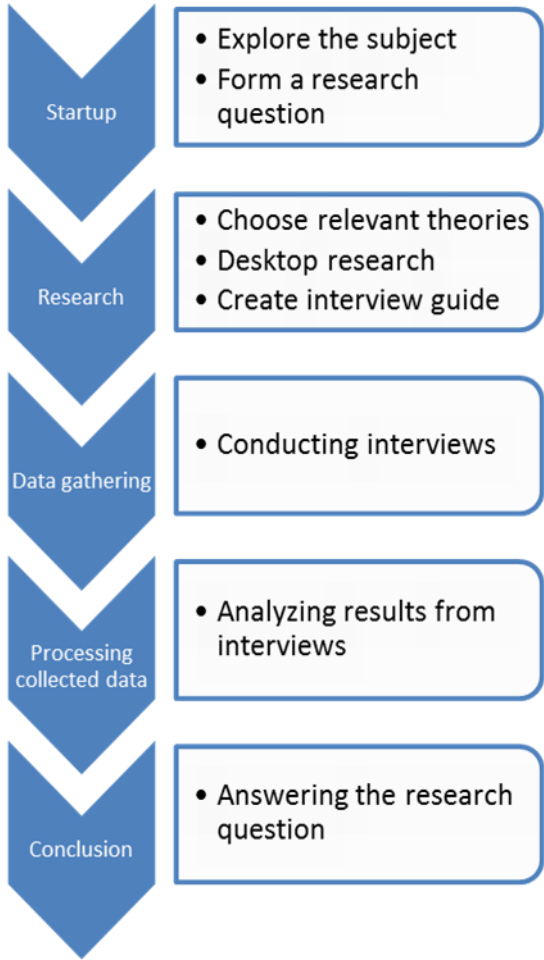 Startup
• Explore the subject
• Form a research
question
Research
• Choose relevant theories
• Desktop research
• Create interview guide
Data gathering
• Conducting interviews
Processing
collected data
• Analyzing results from
interviews
Conclusion
• Answering the research
question